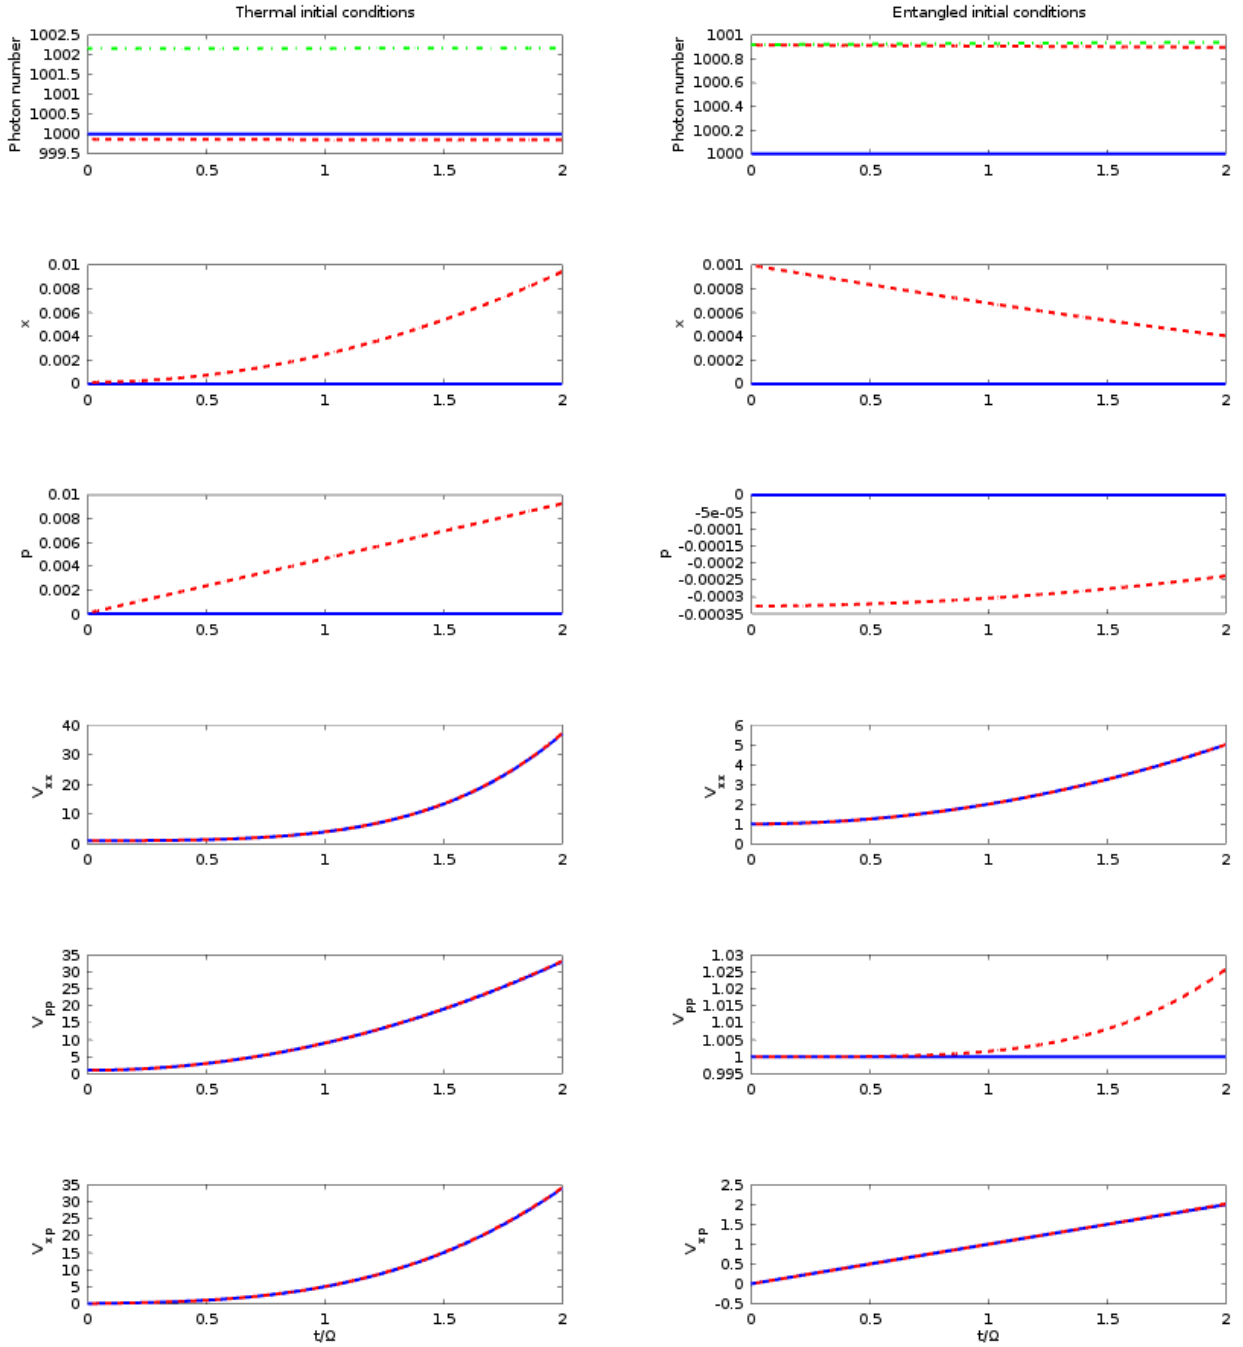 Thermal initial conditions
Photon number
1002.5
1002
1001.5
1001
1000.5
1000
999.5
0 0.5 1 1.5 2
Entangled initial conditions
Photon number
1001
1000.8
1000.6
1000.4
1000.2
1000
0 0.5 1 1.5 2
x
0.01
0.008
0.006
0.004
0.002
0
0 0.5 1 1.5 2
x
0.001
0.0008
0.0006
0.0004
0.0002
0
0 0.5 1 1.5 2
p
0.01
0.008
0.006
0.004
0.002
0
0 0.5 1 1.5 2
p
0
-5e-05
-0.0001
-0.00015
-0.0002
-0.00025
-0.0003
-0.00035
0 0.5 1 1.5 2
Vxx
40
30
20
10
0
0 0.5 1 1.5 2
Vxx
6
5
4
3
2
1
0
0 0.5 1 1.5 2
Vpp
35
30
25
20
15
10
5
0
0 0.5 1 1.5 2
Vpp
1.03
1.025
1.02
1.015
1.01
1.005
1
0.995
0 0.5 1 1.5 2
Vxp
35
30
25
20
15
10
5
0
0 0.5 1 1.5 2
t/Ω
Vxp
2.5
2
1.5
1
0.5
0
-0.5
0 0.5 1 1.5 2
t/Ω